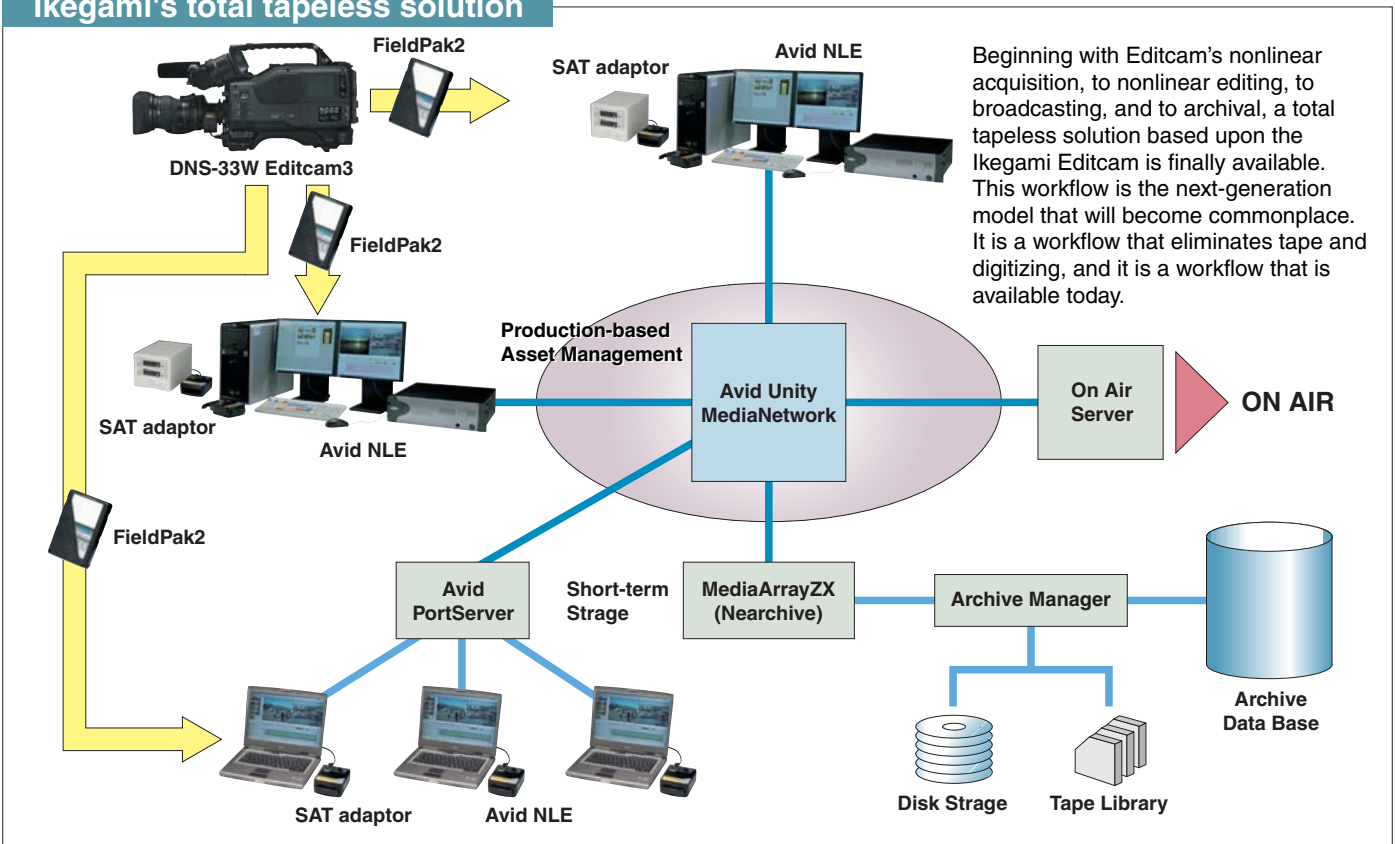 Ikegami's total tapeless solution
FieldPak2
SAT adaptor
Avid NLE
Beginning with Editcam's nonlinear
acquisition, to nonlinear editing, to
broadcasting, and to archival, a total
tapeless solution based upon the
Ikegami Editcam is finally available.
This workflow is the next-generation
model that will become commonplace.
It is a workflow that eliminates tape and
digitizing, and it is a workflow that is
available today.
DNS-33W Editcam3
FieldPak2
Production-based
Asset Management
Avid Unity
MediaNetwork
On Air
Server
ON AIR
SAT adaptor
Avid NLE
FieldPak2
Avid
PortServer
Short-term
Strage
MediaArrayZX
(Nearchive)
Archive Manager
Archive
Data Base
Disk Strage
Tape Library
SAT adaptor
Avid NLE